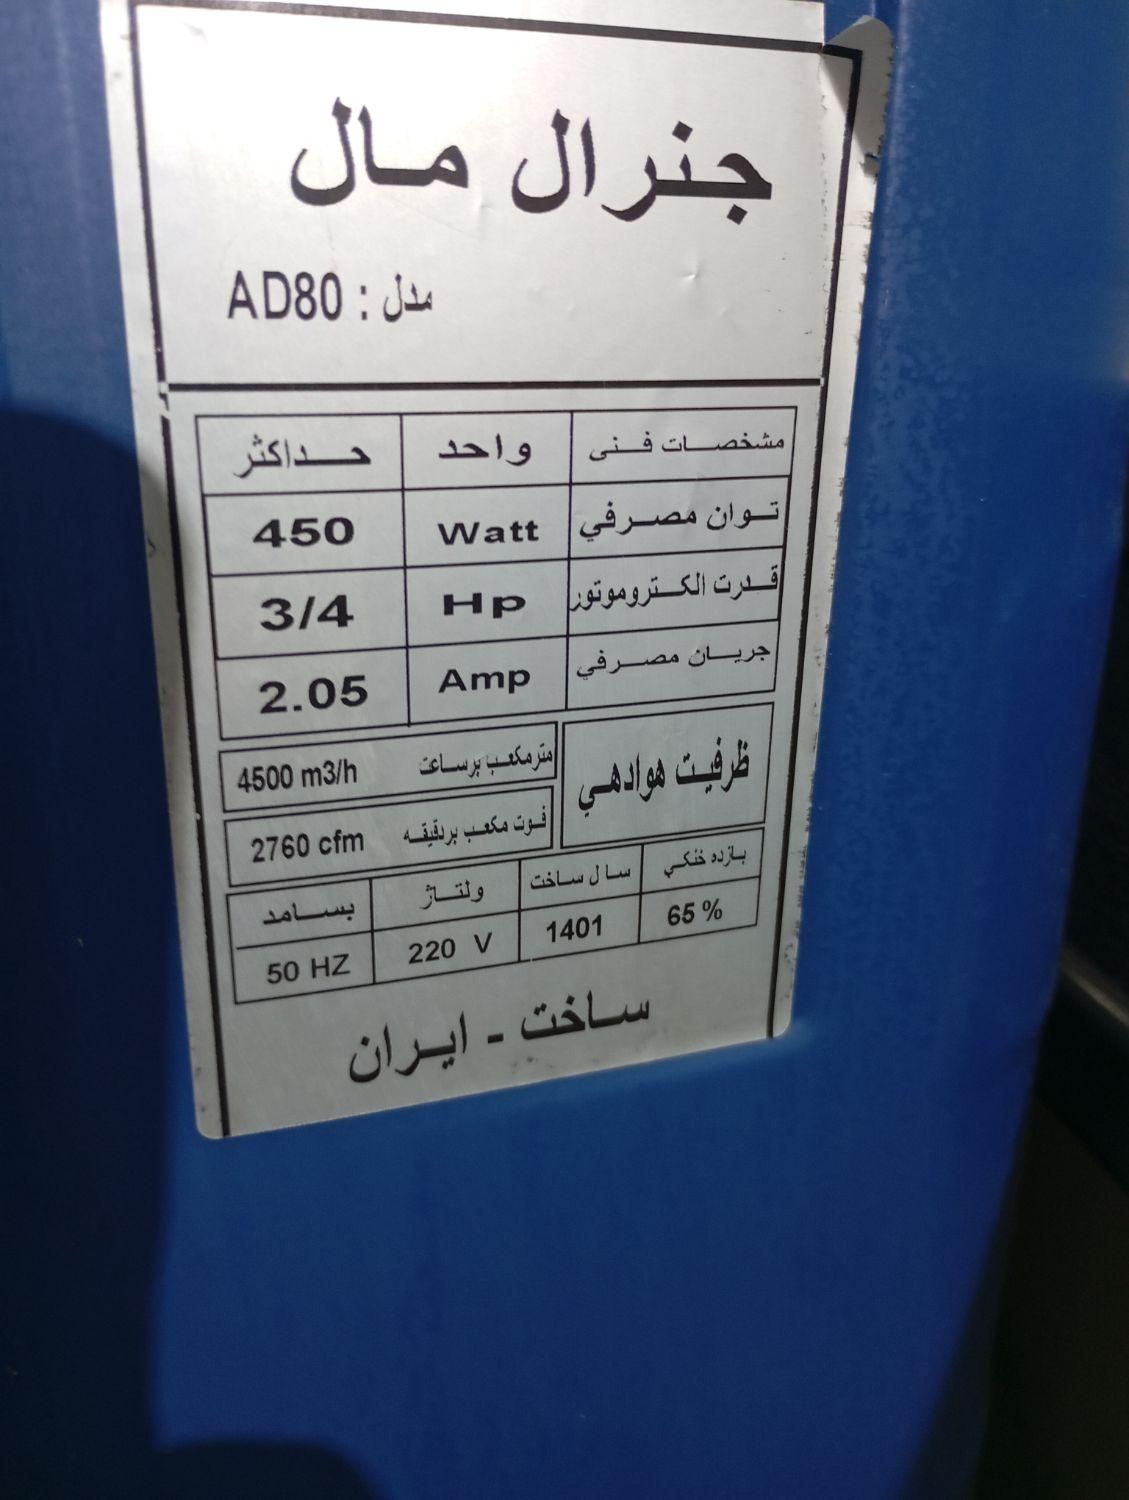 جنرال مال
مدل : AD80
مشخصات فنی واحد حداکثر
توان مصرفي Watt 450
قدرت الکتروموتور Hp 3/4
جریان مصرفي Amp 2.05
ظرفیت هوادهي
مترمکعب برساعت 4500 m3/h
فوت مکعب بردقیقه 2760 cfm
بازده خنکي سال ساخت ولتاژ بسامد
65 % 1401 220 V 50 HZ
ساخت - ایران